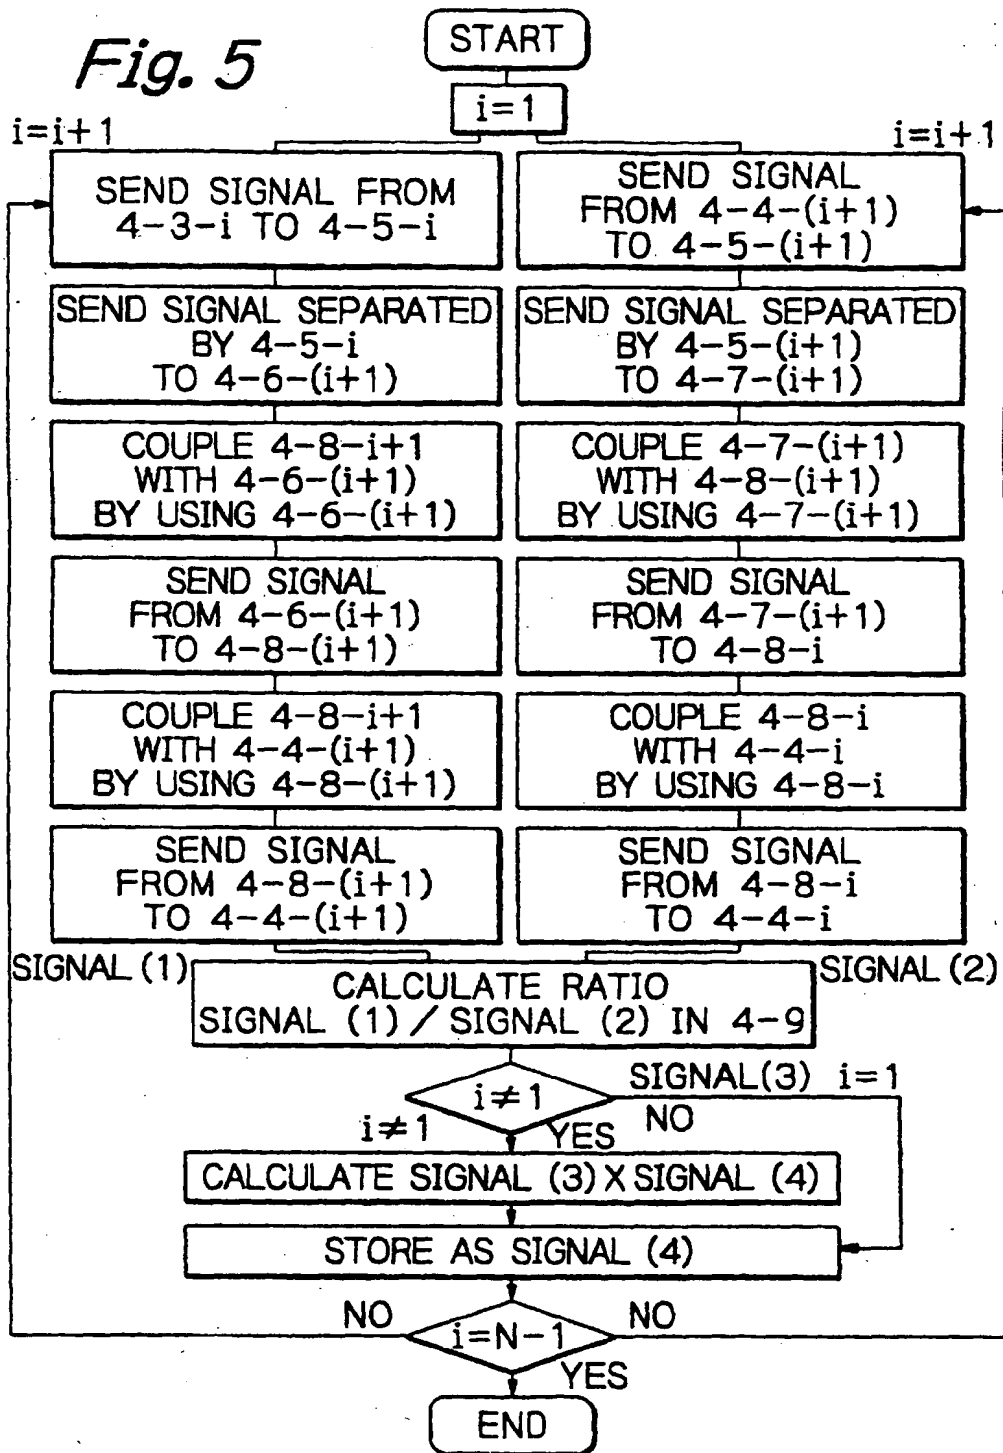 Fig. 5
START
i=1
i=i+1
i=i+1
SEND SIGNAL FROM
4-3-i TO 4-5-i
SEND SIGNAL
FROM 4-4-(i+1)
TO 4-5-(i+1)
SEND SIGNAL SEPARATED
BY 4-5-i
TO 4-6-(i+1)
SEND SIGNAL SEPARATED
BY 4-5-(i+1)
TO 4-7-(i+1)
COUPLE 4-8-i+1
WITH 4-6-(i+1)
BY USING 4-6-(i+1)
COUPLE 4-7-(i+1)
WITH 4-8-(i+1)
BY USING 4-7-(i+1)
SEND SIGNAL
FROM 4-6-(i+1)
TO 4-8-(i+1)
SEND SIGNAL
FROM 4-7-(i+1)
TO 4-8-i
COUPLE 4-8-i+1
WITH 4-4-(i+1)
BY USING 4-8-(i+1)
COUPLE 4-8-i
WITH 4-4-i
BY USING 4-8-i
SEND SIGNAL
FROM 4-8-(i+1)
TO 4-4-(i+1)
SEND SIGNAL
FROM 4-8-i
TO 4-4-i
SIGNAL (1)
SIGNAL (2)
CALCULATE RATIO
SIGNAL (1) / SIGNAL (2) IN 4-9
i≠1
SIGNAL(3) i=1
NO
i≠1
YES
CALCULATE SIGNAL (3) X SIGNAL (4)
STORE AS SIGNAL (4)
NO
i=N-1
NO
YES
END